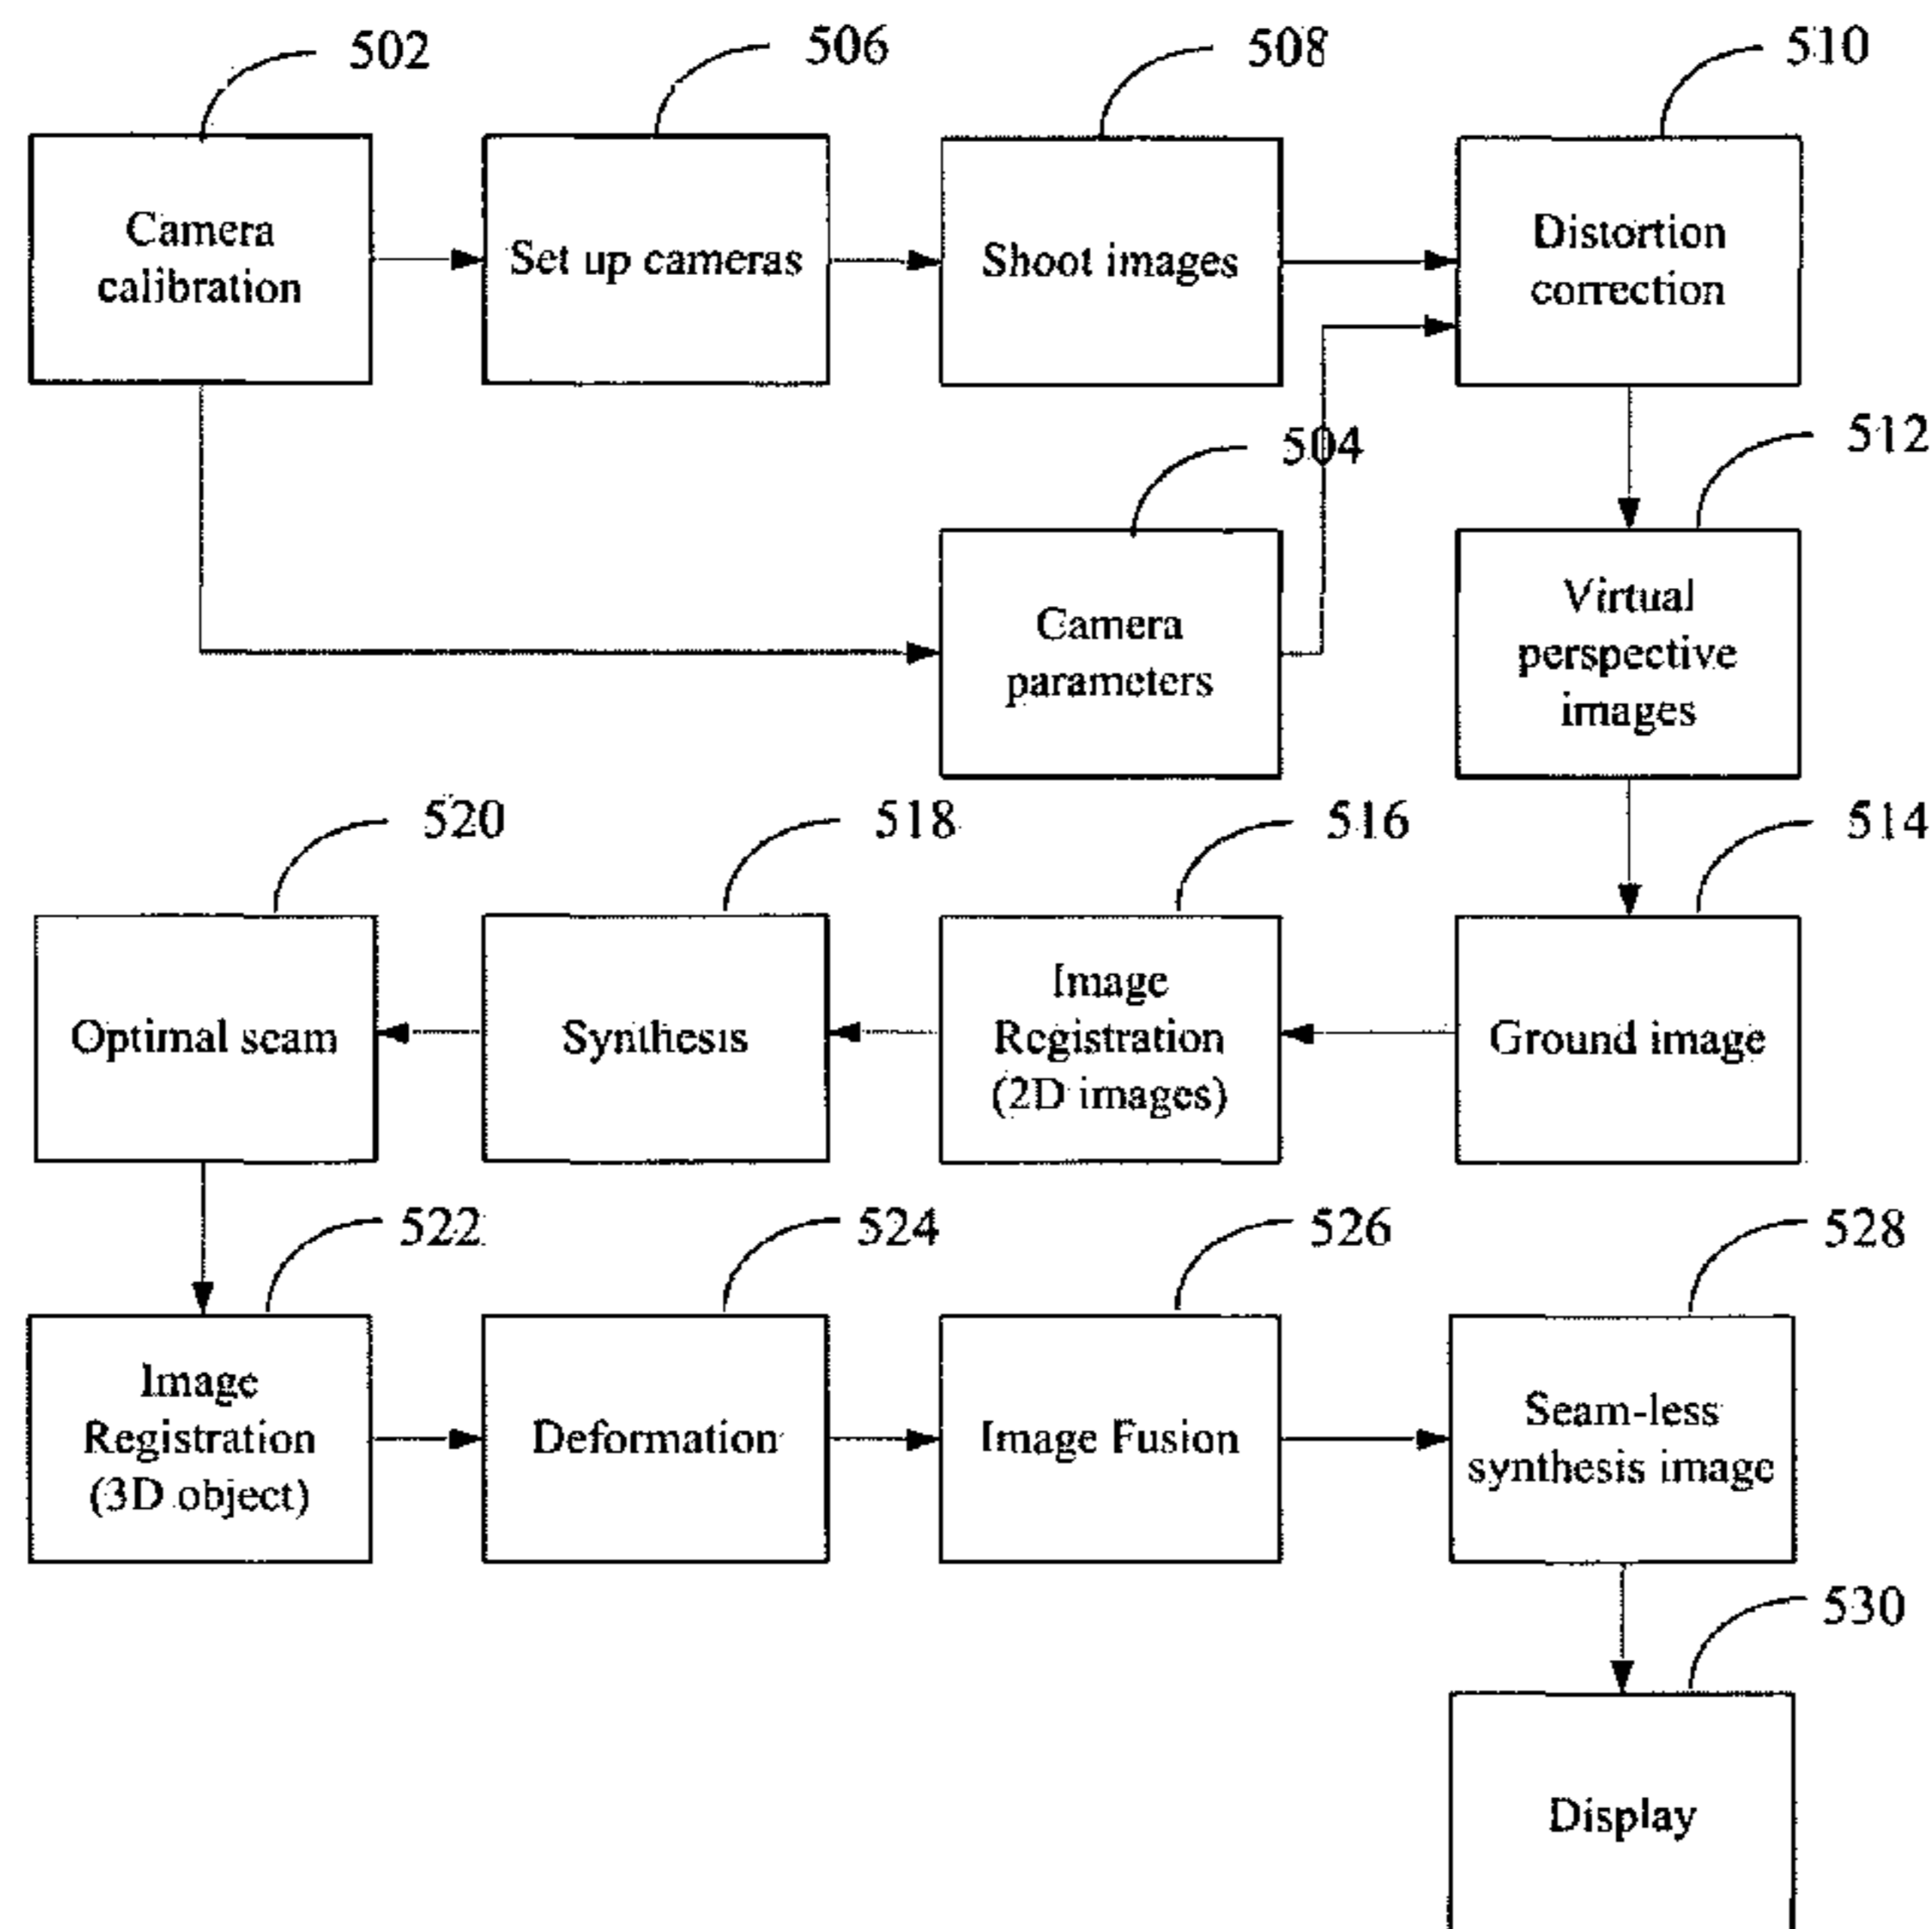 502
506
508
510
Camera
calibration
Set up cameras
Shoot images
Distortion
correction
504
512
Camera
parameters
Virtual
perspective
images
520
518
516
514
Optimal seam
Synthesis
Image
Registration
(2D images)
Ground image
522
524
526
528
Image
Registration
(3D object)
Deformation
Image Fusion
Seam-less
synthesis image
530
Display